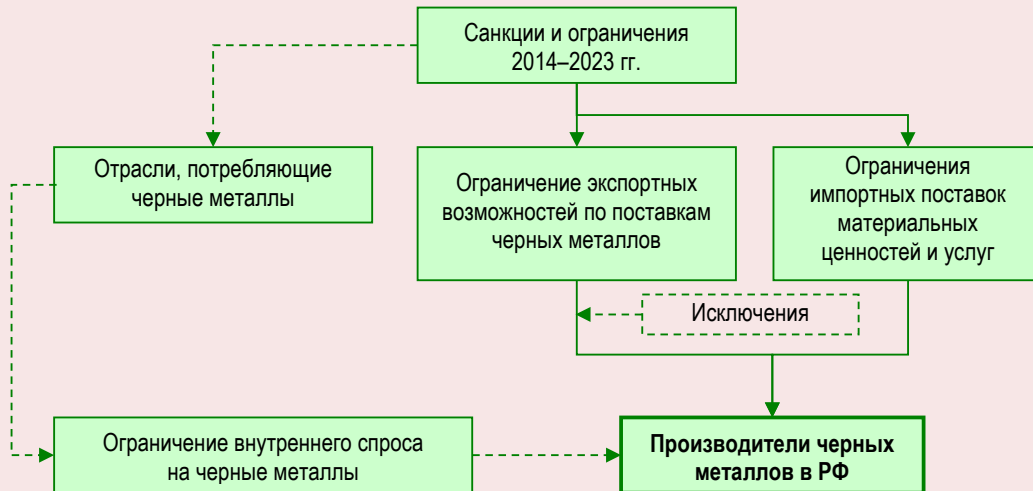 Санкции и ограничения
2014–2023 гг.
Отрасли, потребляющие
черные металлы
Ограничение экспортных
возможностей по поставкам
черных металлов
Ограничения
импортных поставок
материальных
ценностей и услуг
Исключения
Ограничение внутреннего спроса
на черные металлы
Производители черных
металлов в РФ